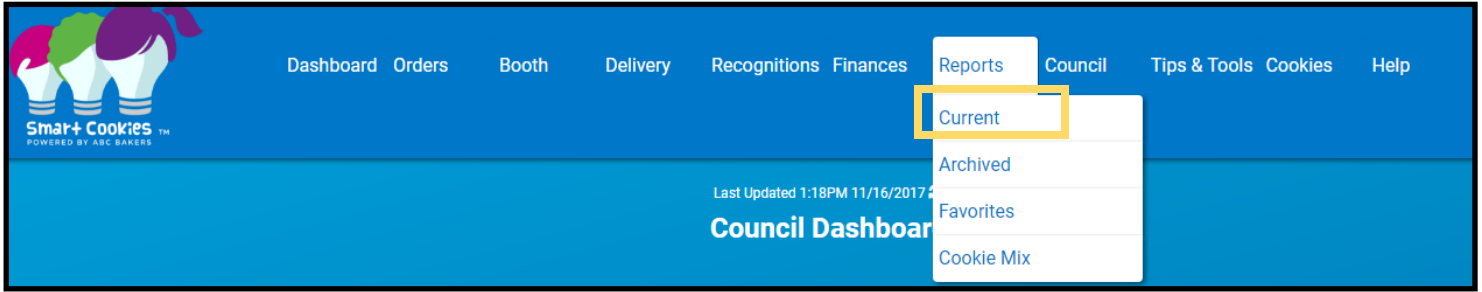 Dashboard Orders Booth Delivery Recognitions Finances Reports Council Tips & Tools Cookies Help
Smart Cookies TM
POWERED BY ABC BAKERS
Current
Archived
Last Updated 1:18PM 11/16/2017
Favorites
Council Dashboar
Cookie Mix